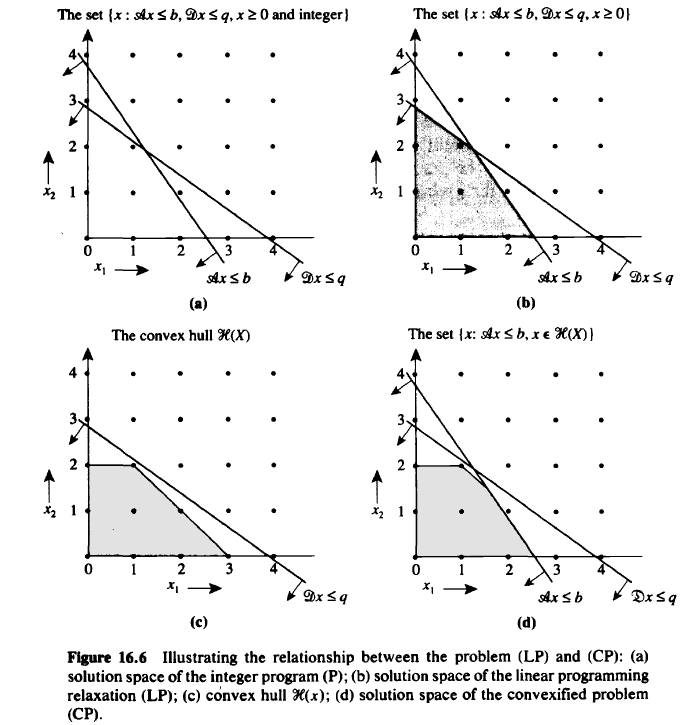 The set {x : 𝒜x ≤ b, 𝒟x ≤ q, x ≥ 0 and integer}
4
3
2
1
x₂
0 1 2 3 4
x₁
𝒜x ≤ b
𝒟x ≤ q
(a)
The set {x : 𝒜x ≤ b, 𝒟x ≤ q, x ≥ 0}
4
3
2
1
x₂
0 1 2 3 4
x₁
𝒜x ≤ b
𝒟x ≤ q
(b)
The convex hull ℋ(X)
4
3
2
1
x₂
0 1 2 3 4
x₁
𝒟x ≤ q
(c)
The set {x: 𝒜x ≤ b, x ϵ ℋ(X)}
4
3
2
1
x₂
0 1 2 3 4
x₁
𝒜x ≤ b
𝒟x ≤ q
(d)
Figure 16.6 Illustrating the relationship between the problem (LP) and (CP): (a)
solution space of the integer program (P); (b) solution space of the linear programming
relaxation (LP); (c) convex hull ℋ(x); (d) solution space of the convexified problem
(CP).